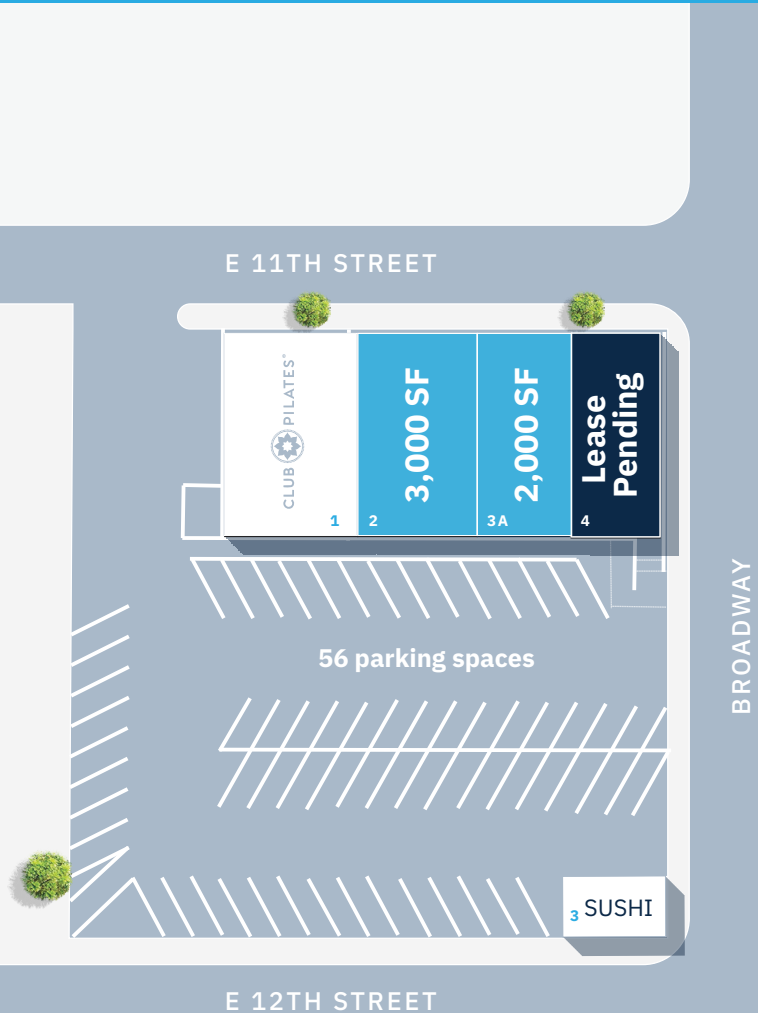 E 11TH STREET
CLUB PILATES
1
3,000 SF
2
2,000 SF
3A
Lease
Pending
4
56 parking spaces
BROADWAY
3 SUSHI
E 12TH STREET